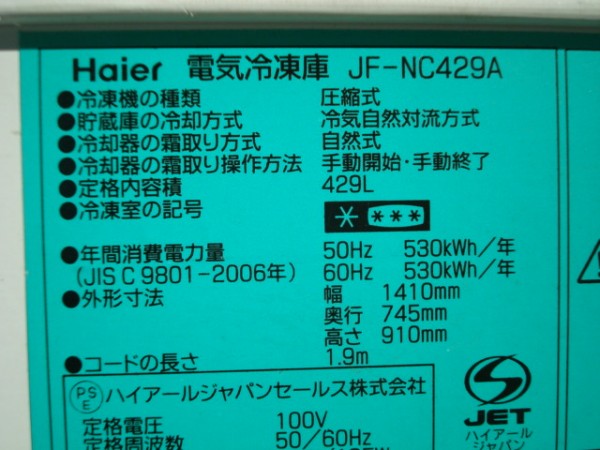 Haier 電気冷凍庫 JF-NC429A
●冷凍機の種類 圧縮式
●貯蔵庫の冷却方式 冷気自然対流方式
●冷却器の霜取り方式 自然式
●冷却器の霜取り操作方法 手動開始・手動終了
●定格内容積 429L
●冷凍室の記号
●年間消費電力量 50Hz 530kWh/年
(JIS C 9801-2006年) 60Hz 530kWh/年
●外形寸法 幅 1410mm
奥行 745mm
高さ 910mm
●コードの長さ 1.9m
PSE ハイアールジャパンセールス株式会社
定格電圧 100V
定格周波数 50/60Hz
S
JET
ハイアール
ジャパン